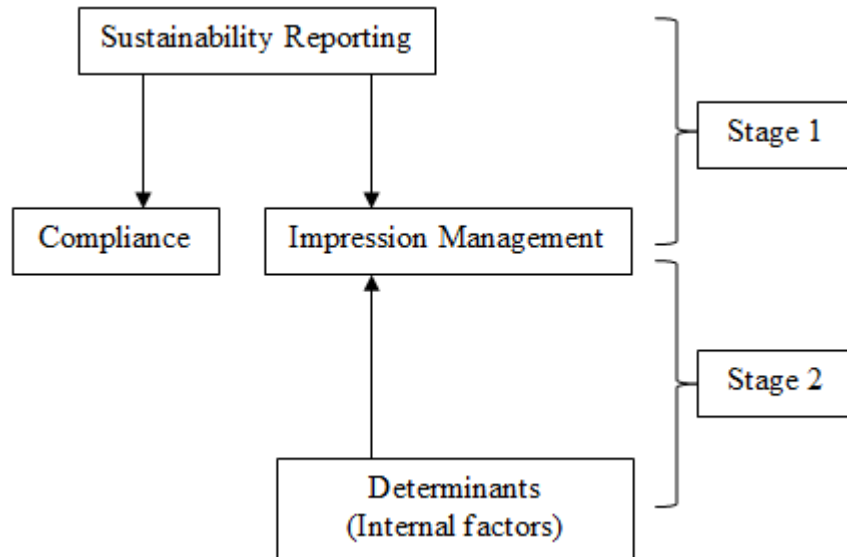 Sustainability Reporting
Stage 1
Compliance
Impression Management
Stage 2
Determinants
(Internal factors)